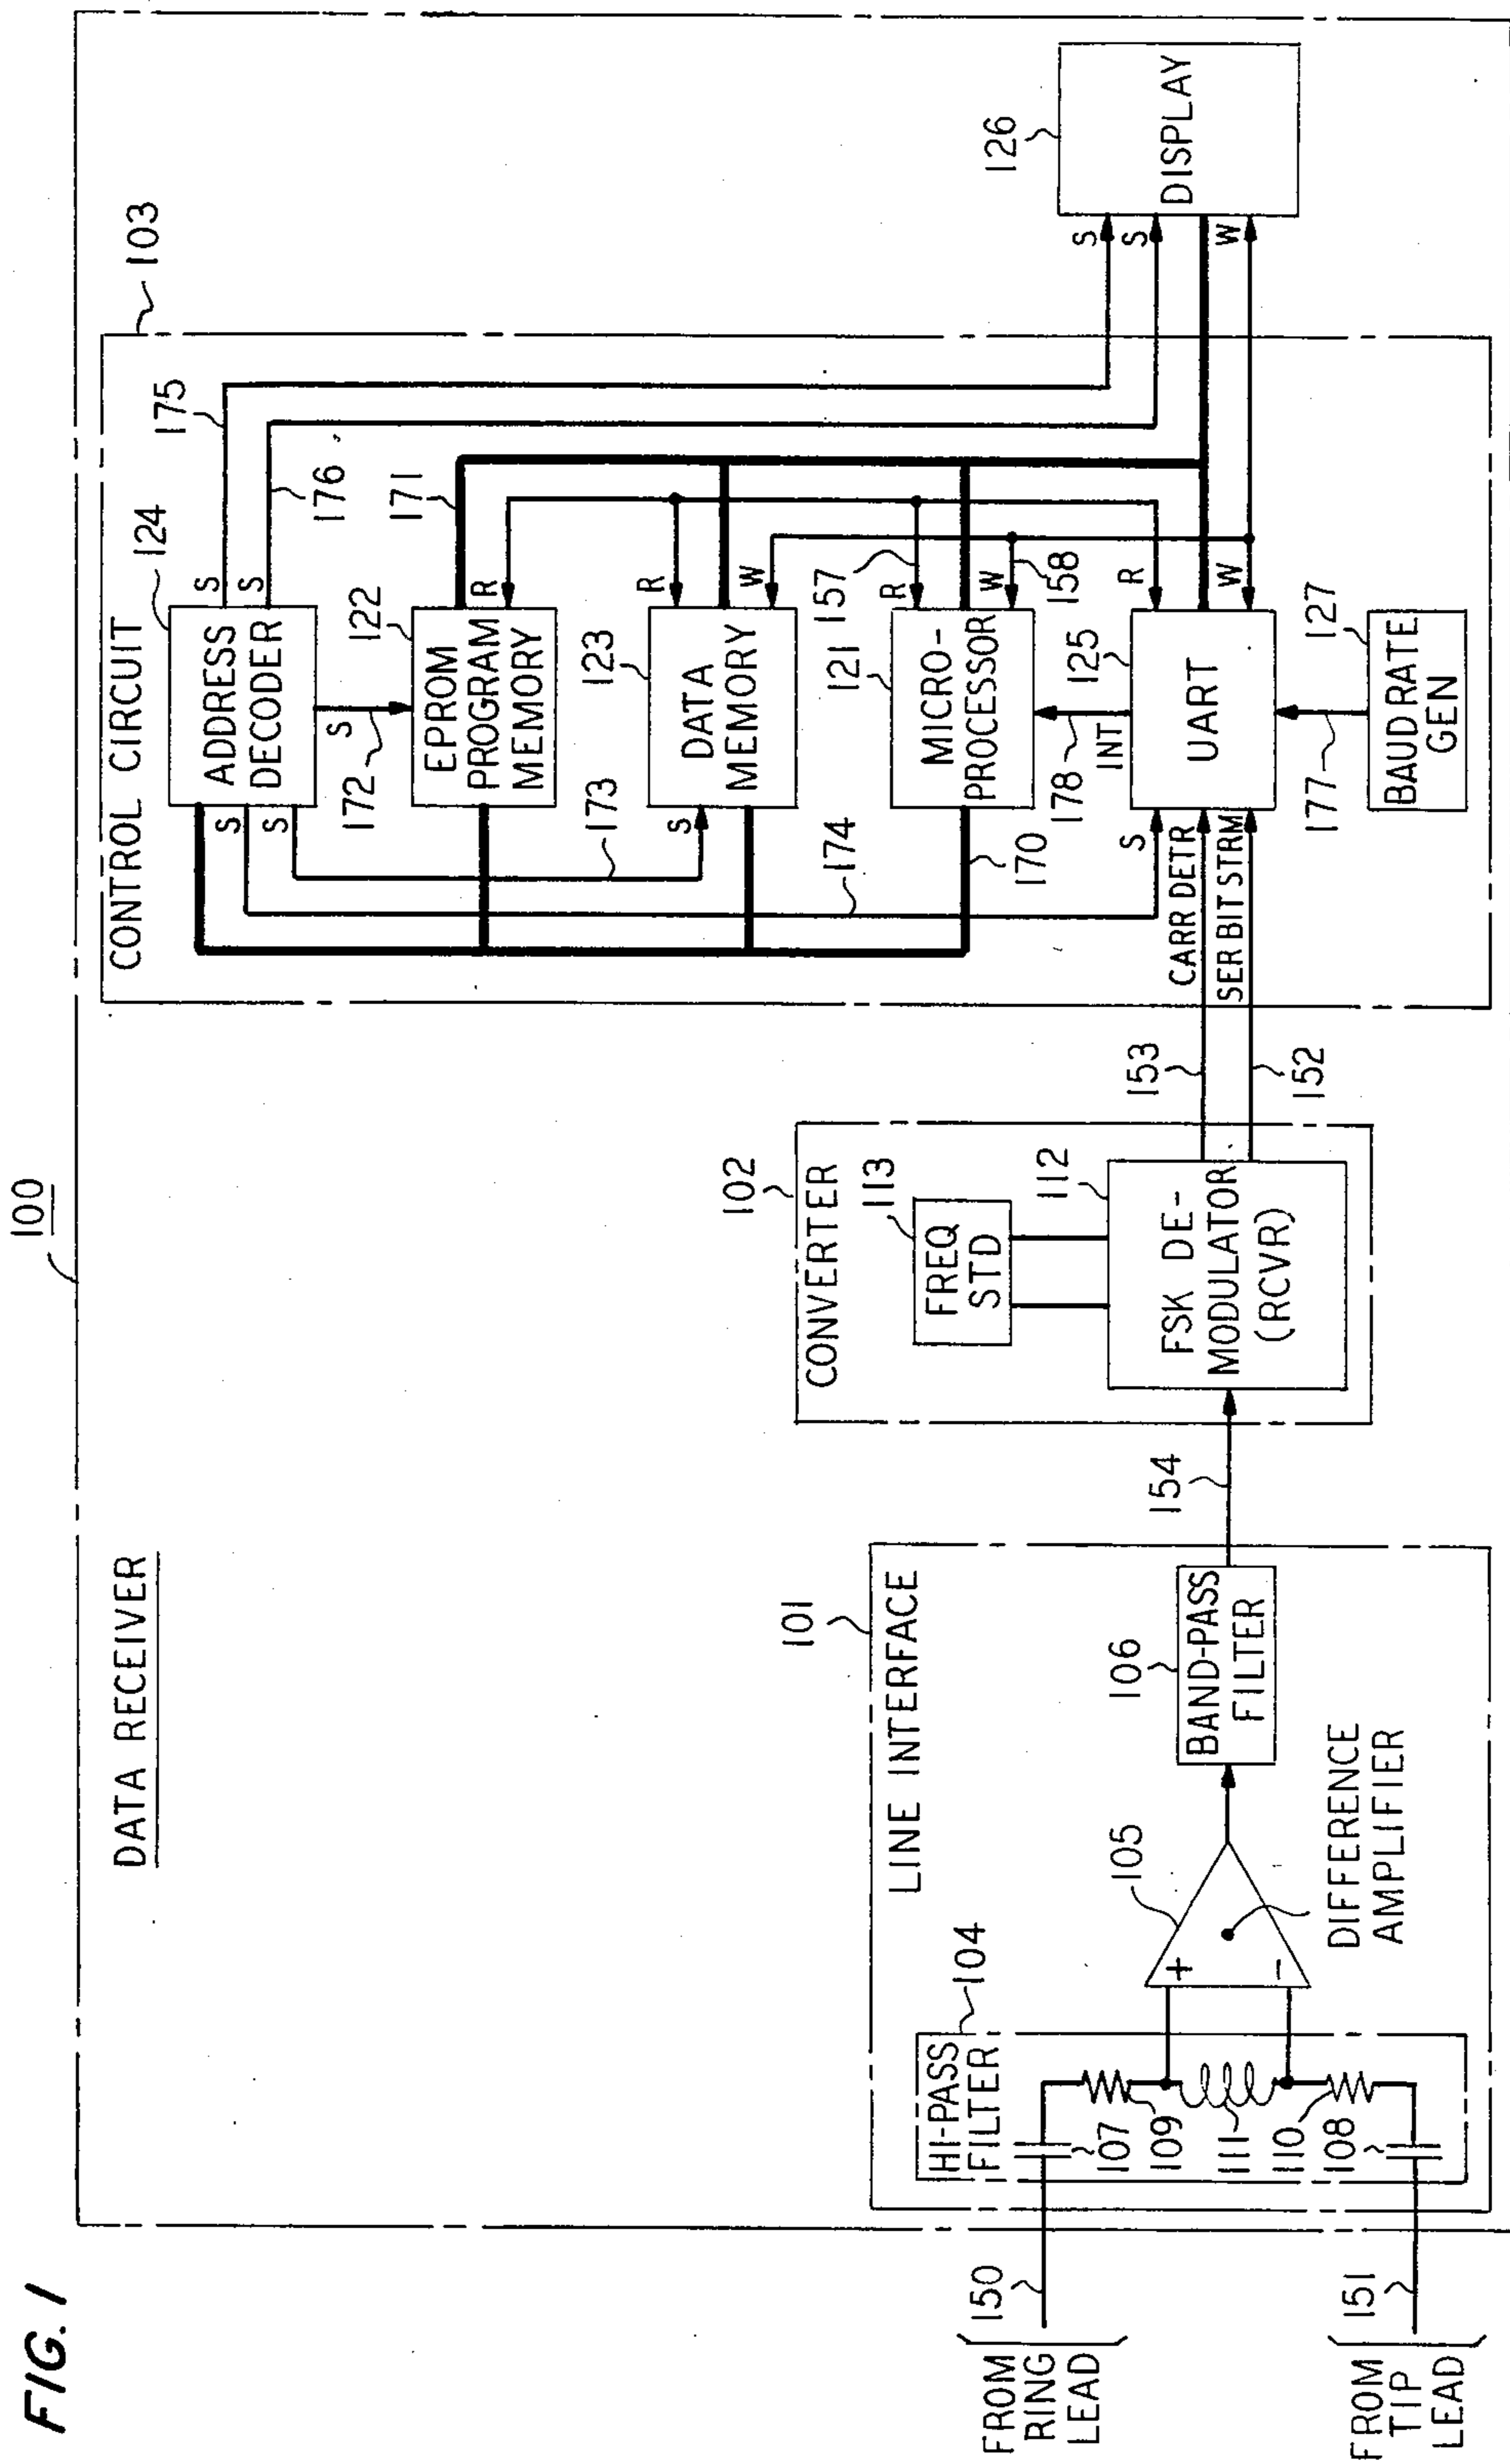 FIG. 1
100
DATA RECEIVER
FROM
RING
LEAD
150
FROM
TIP
LEAD
151
101
LINE INTERFACE
HI-PASS
FILTER
104
107
109
111
110
108
+
-
105
DIFFERENCE
AMPLIFIER
106
BAND-PASS
FILTER
154
102
CONVERTER
113
FREQ
STD
112
FSK DE-
MODULATOR
(RCVR)
153
152
103
CONTROL CIRCUIT
124
ADDRESS
DECODER
S
S
S
S
S
172
173
174
175
176
122
EPROM
PROGRAM
MEMORY
R
171
123
DATA
MEMORY
S
R
W
121
MICRO-
PROCESSOR
R
W
157
158
170
178
INT
125
UART
S
CARR DETR
SER BIT STRM
R
W
177
127
BAUD RATE
GEN
126
DISPLAY
S
S
W